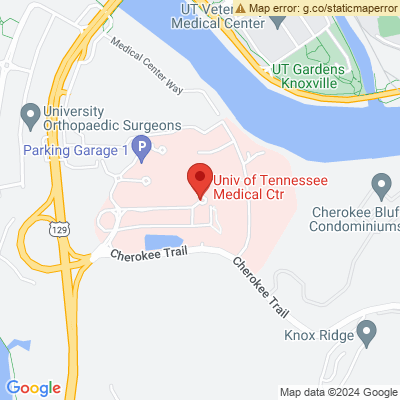 Map error: g.co/staticmaperror
UT Veter
Medical Center
UT Gardens
Knoxville
Medical Center Way
University
Orthopaedic Surgeons
Parking Garage 1
P
Univ of Tennessee
Medical Ctr
Cherokee Bluf
Condominiums
129
Cherokee Trail
Cherokee Trail
Knox Ridge
Google
Map data ©2024 Google